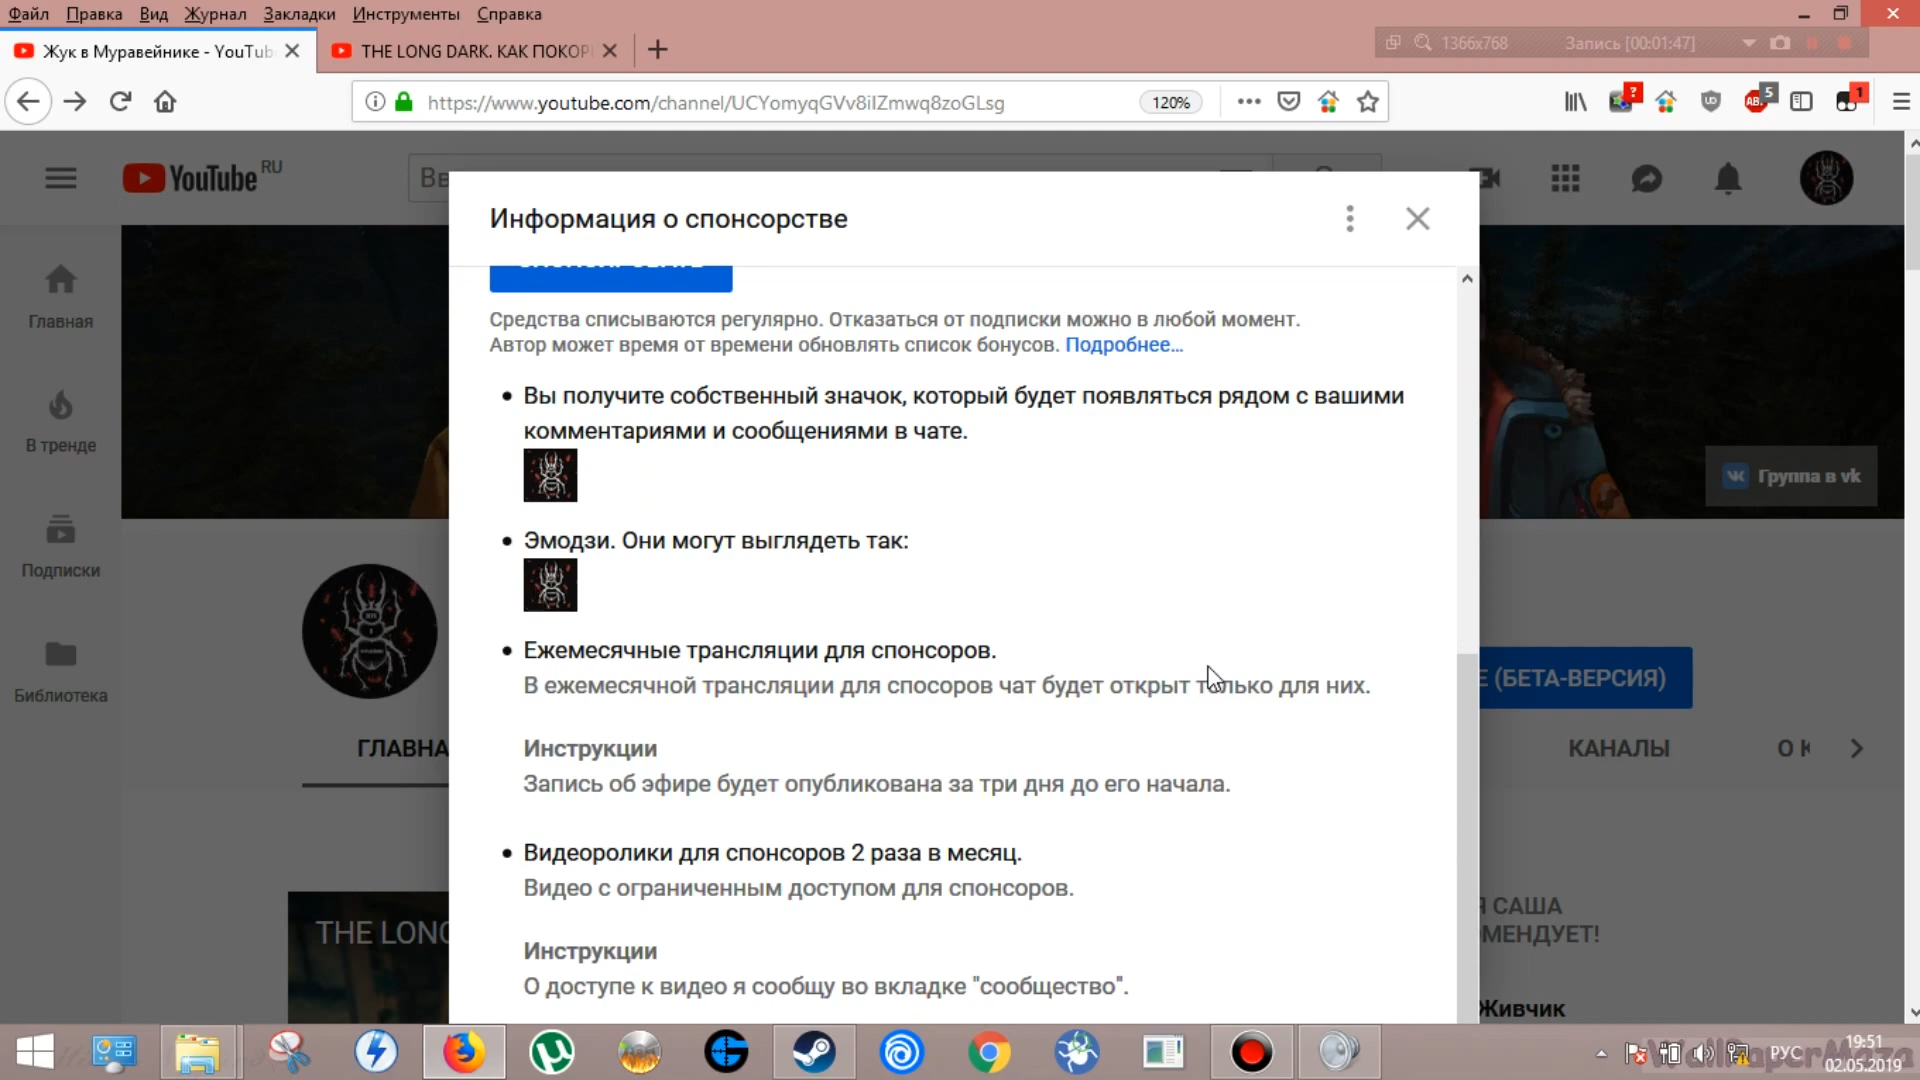 Файл Правка Вид Журнал Закладки Инструменты Справка
Жук в Муравейнике - YouTub
THE LONG DARK. КАК ПОКОР
1366x768 Запись [00:01:47]
https://www.youtube.com/channel/UCYomyqGVv8iIZmwq8zoGLsg
120%
5
1
?
YouTube RU
Вв
Информация о спонсорстве
Средства списываются регулярно. Отказаться от подписки можно в любой момент.
Автор может время от времени обновлять список бонусов. Подробнее...
Главная
В тренде
Подписки
Библиотека
• Вы получите собственный значок, который будет появляться рядом с вашими
комментариями и сообщениями в чате.
Группа в vk
• Эмодзи. Они могут выглядеть так:
• Ежемесячные трансляции для спонсоров.
В ежемесячной трансляции для спосоров чат будет открыт только для них.
Е (БЕТА-ВЕРСИЯ)
ГЛАВНА
КАНАЛЫ
О К
Инструкции
Запись об эфире будет опубликована за три дня до его начала.
• Видеоролики для спонсоров 2 раза в месяц.
Видео с ограниченным доступом для спонсоров.
Я САША
МЕНДУЕТ!
THE LONG
Инструкции
О доступе к видео я сообщу во вкладке "сообщество".
Живчик
РУС
19:51
02.05.2019
WallpaperMaza